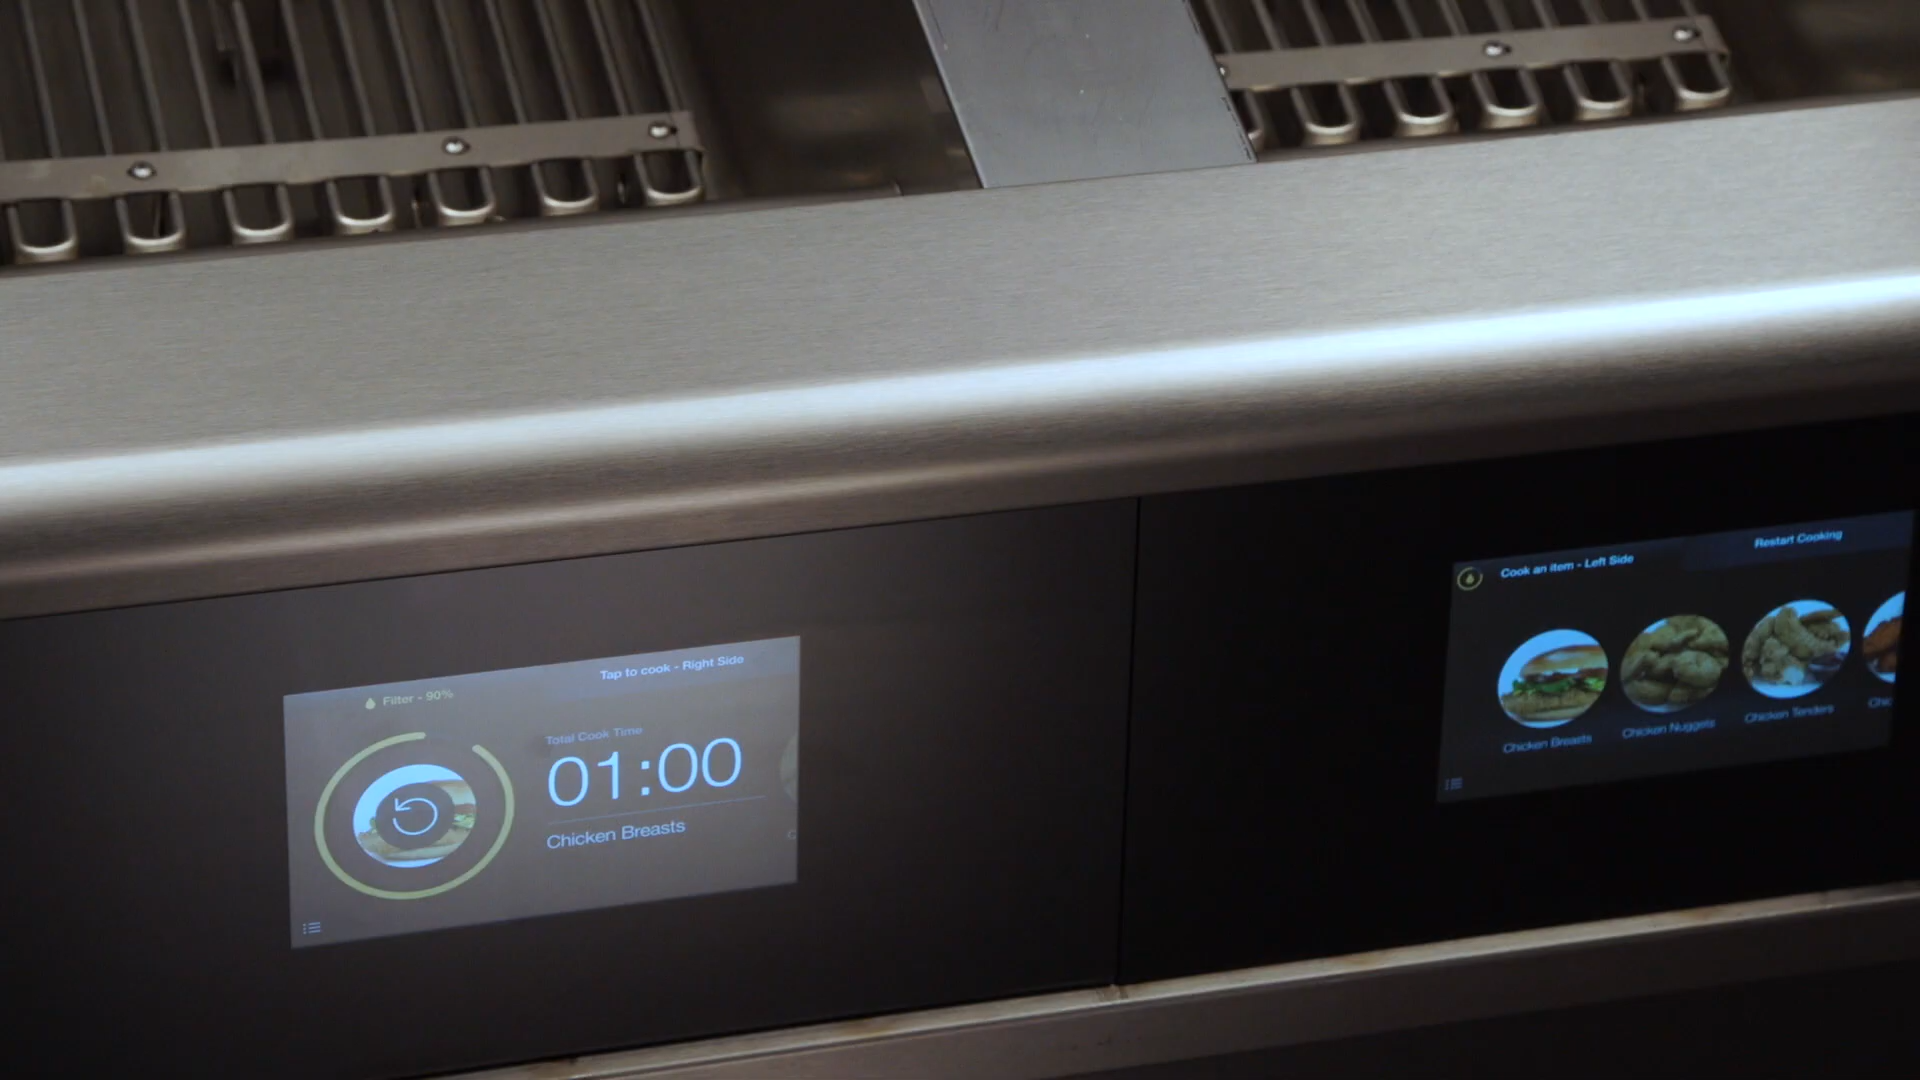 Filter - 90%
Tap to cook - Right Side
Total Cook Time
01:00
Chicken Breasts
Cook an item - Left Side
Restart Cooking
Chicken Breasts
Chicken Nuggets
Chicken Tenders